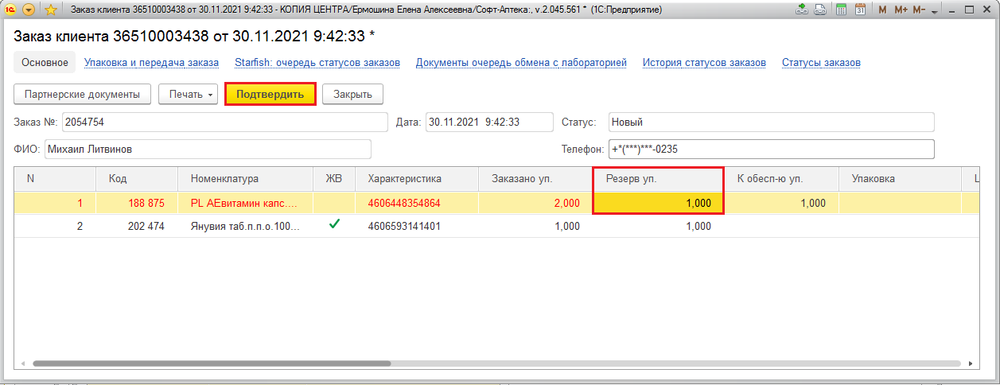 Заказ клиента 36510003438 от 30.11.2021 9:42:33 - КОПИЯ ЦЕНТРА/Ермошина Елена Алексеевна/Софт-Аптека:, v.2.045.561 * (1С:Предприятие) M M+ M-
Заказ клиента 36510003438 от 30.11.2021 9:42:33 *
Основное Упаковка и передача заказа Starfish: очередь статусов заказов Документы очередь обмена с лабораторией История статусов заказов Статусы заказов
Партнерские документы Печать Подтвердить Закрыть
Заказ №: 2054754 Дата: 30.11.2021 9:42:33 Статус: Новый
ФИО: Михаил Литвинов Телефон: +*(***)***-0235
N Код Номенклатура ЖВ Характеристика Заказано уп. Резерв уп. К обесп-ю уп. Упаковка
1 188 875 PL АЕвитамин капс.... 4606448354864 2,000 1,000 1,000
2 202 474 Янувия таб.п.п.о.100... 4606593141401 1,000 1,000